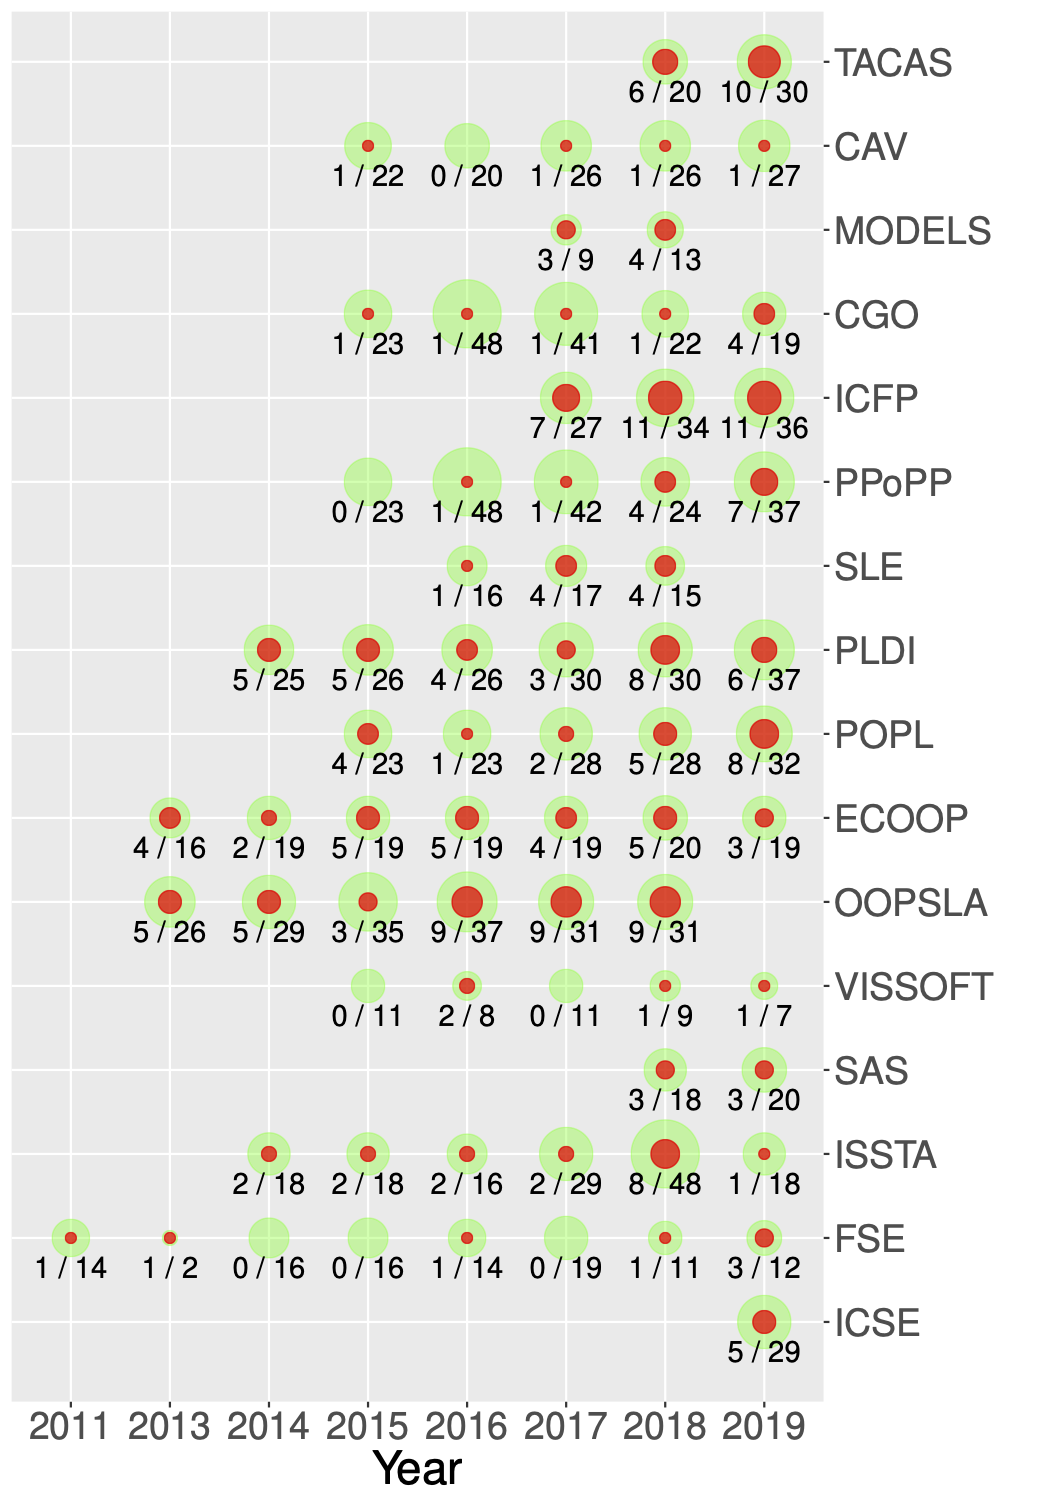 TACAS
6 / 20 10 / 30
CAV
1 / 22 0 / 20 1 / 26 1 / 26 1 / 27
MODELS
3 / 9 4 / 13
CGO
1 / 23 1 / 48 1 / 41 1 / 22 4 / 19
ICFP
7 / 27 11 / 34 11 / 36
PPoPP
0 / 23 1 / 48 1 / 42 4 / 24 7 / 37
SLE
1 / 16 4 / 17 4 / 15
PLDI
5 / 25 5 / 26 4 / 26 3 / 30 8 / 30 6 / 37
POPL
4 / 23 1 / 23 2 / 28 5 / 28 8 / 32
ECOOP
4 / 16 2 / 19 5 / 19 5 / 19 4 / 19 5 / 20 3 / 19
OOPSLA
5 / 26 5 / 29 3 / 35 9 / 37 9 / 31 9 / 31
VISSOFT
0 / 11 2 / 8 0 / 11 1 / 9 1 / 7
SAS
3 / 18 3 / 20
ISSTA
2 / 18 2 / 18 2 / 16 2 / 29 8 / 48 1 / 18
FSE
1 / 14 1 / 2 0 / 16 0 / 16 1 / 14 0 / 19 1 / 11 3 / 12
ICSE
5 / 29
2011 2013 2014 2015 2016 2017 2018 2019
Year